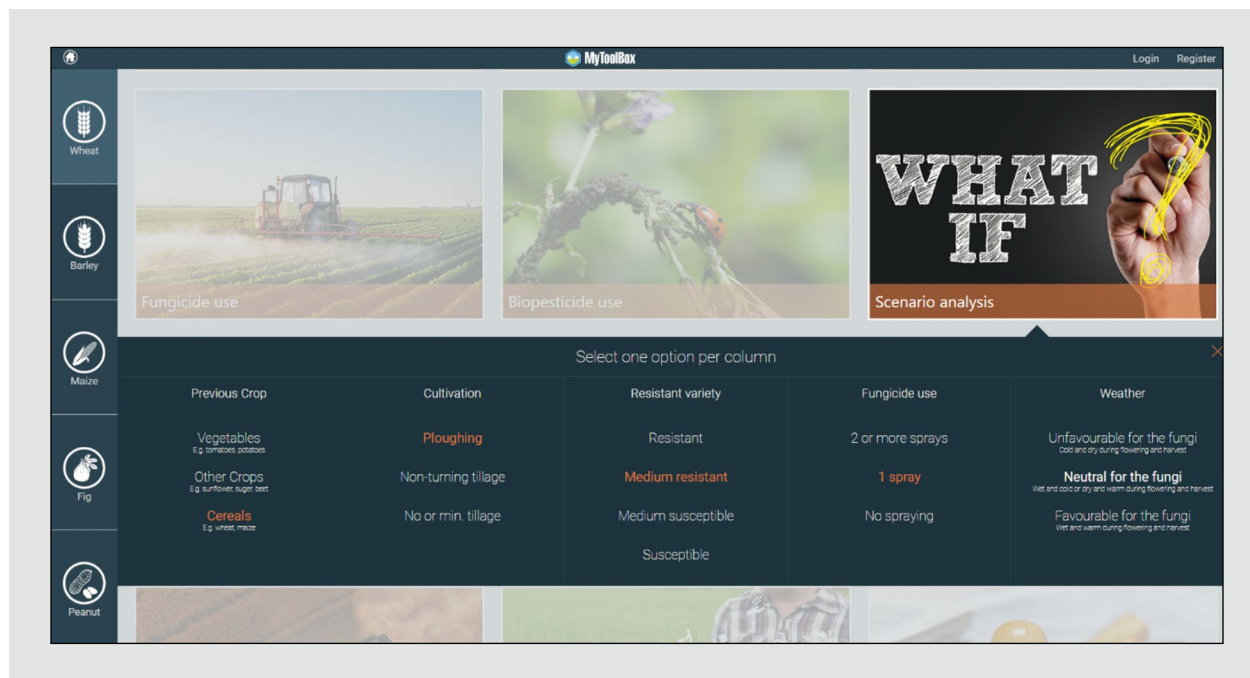 MyToolBox
Login Register
Wheat
Barley
Maize
Fig
Peanut
Fungicide use
Biopesticide use
WHAT
IF
?
Scenario analysis
Select one option per column
Previous Crop
Vegetables
E.g. tomatoes, potatoes
Other Crops
E.g. sunflower, suger, beet
Cereals
E.g. wheat, maize
Cultivation
Ploughing
Non-turning tillage
No or min. tillage
Resistant variety
Resistant
Medium resistant
Medium susceptible
Susceptible
Fungicide use
2 or more sprays
1 spray
No spraying
Weather
Unfavourable for the fungi
Cold and dry during flowering and harvest
Neutral for the fungi
Wet and cold or dry and warm during flowering and harvest
Favourable for the fungi
Wet and warm during flowering and harvest